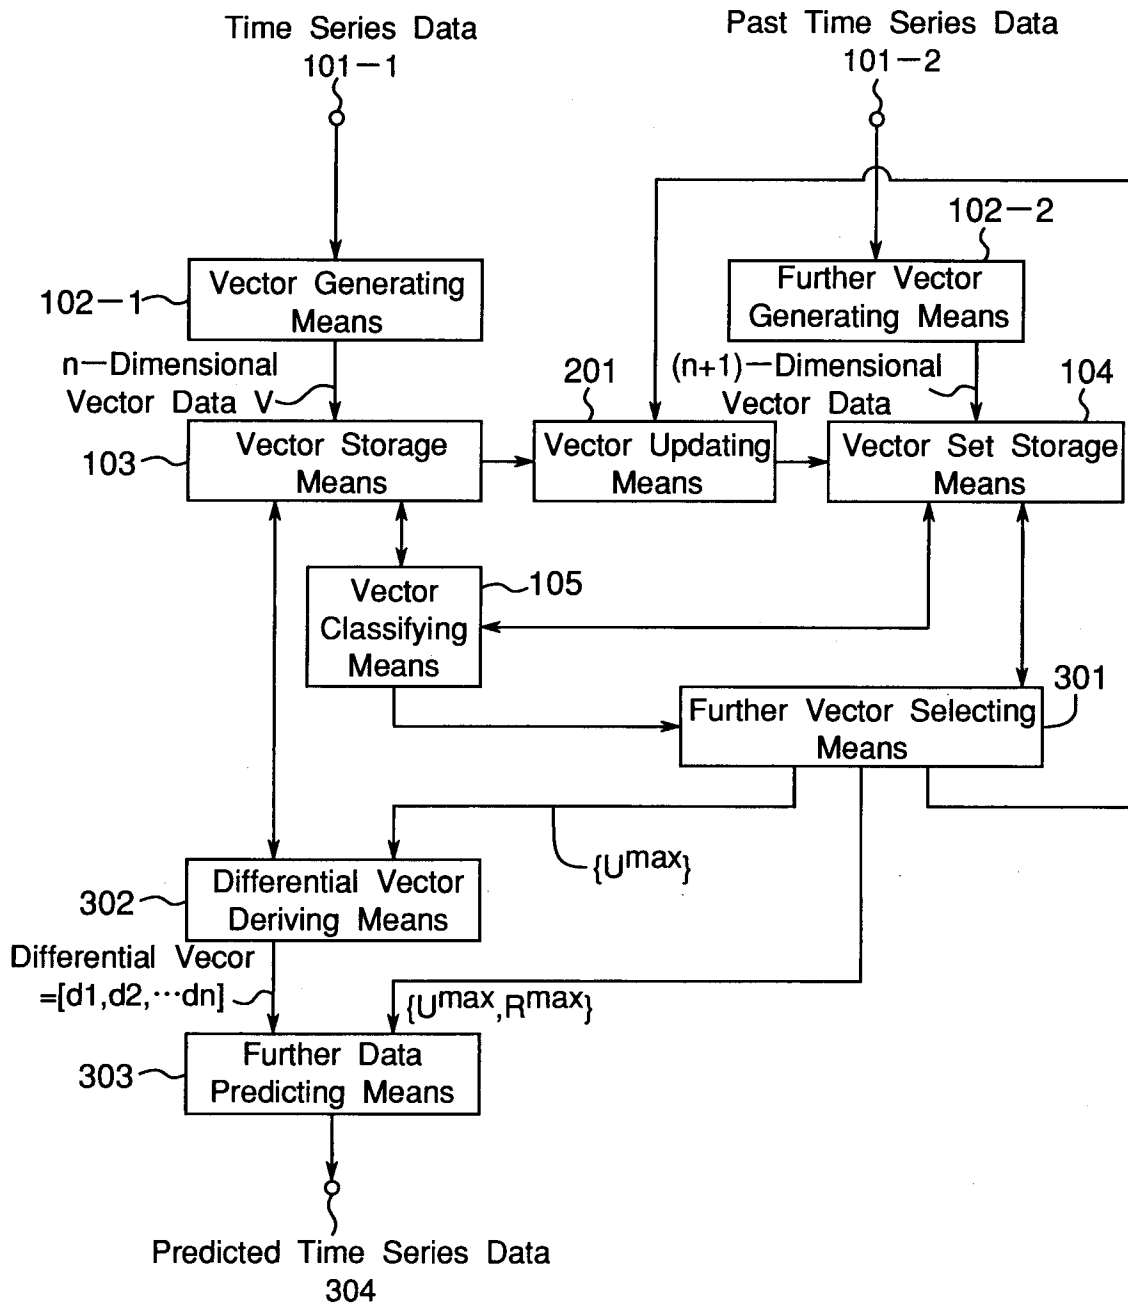 Time Series Data
101-1
Past Time Series Data
101-2
102-2
Vector Generating
Means
102-1
Further Vector
Generating Means
n-Dimensional
Vector Data V
201
(n+1)-Dimensional
Vector Data
104
103
Vector Storage
Means
Vector Updating
Means
Vector Set Storage
Means
Vector
Classifying
Means
105
Further Vector Selecting
Means
301
{U^max}
302
Differential Vector
Deriving Means
Differential Vecor
=[d1,d2,···dn]
{U^max,R^max}
303
Further Data
Predicting Means
Predicted Time Series Data
304